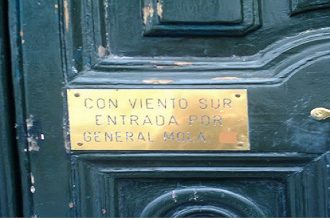 CON VIENTO SUR
ENTRADA POR
GENERAL MOLA